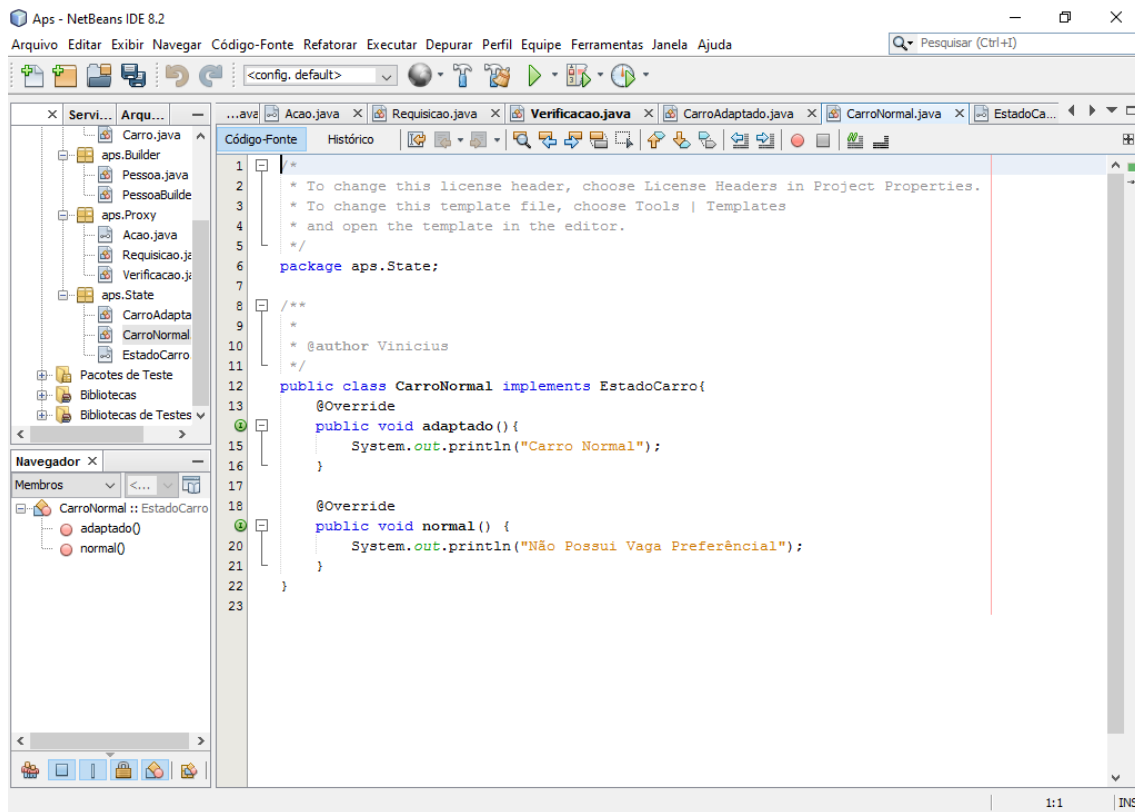 Aps - NetBeans IDE 8.2
Arquivo Editar Exibir Navegar Código-Fonte Refatorar Executar Depurar Perfil Equipe Ferramentas Janela Ajuda
Pesquisar (Ctrl+I)
<config. default>
Servi... Arqu...
...ava Acao.java Requisicao.java Verificacao.java CarroAdaptado.java CarroNormal.java EstadoCa...
Código-Fonte Histórico
Carro.java
aps.Builder
Pessoa.java
PessoaBuilde
aps.Proxy
Acao.java
Requisicao.ja
Verificacao.ja
aps.State
CarroAdapta
CarroNormal
EstadoCarro
Pacotes de Teste
Bibliotecas
Bibliotecas de Testes
Navegador
Membros <...
CarroNormal :: EstadoCarro
adaptado()
normal()
1 /*
2 * To change this license header, choose License Headers in Project Properties.
3 * To change this template file, choose Tools | Templates
4 * and open the template in the editor.
5 */
6 package aps.State;
7
8 /**
9 *
10 * @author Vinicius
11 */
12 public class CarroNormal implements EstadoCarro{
13 @Override
public void adaptado(){
15 System.out.println("Carro Normal");
16 }
17
18 @Override
public void normal() {
20 System.out.println("Não Possui Vaga Preferêncial");
21 }
22 }
23
1:1 INS